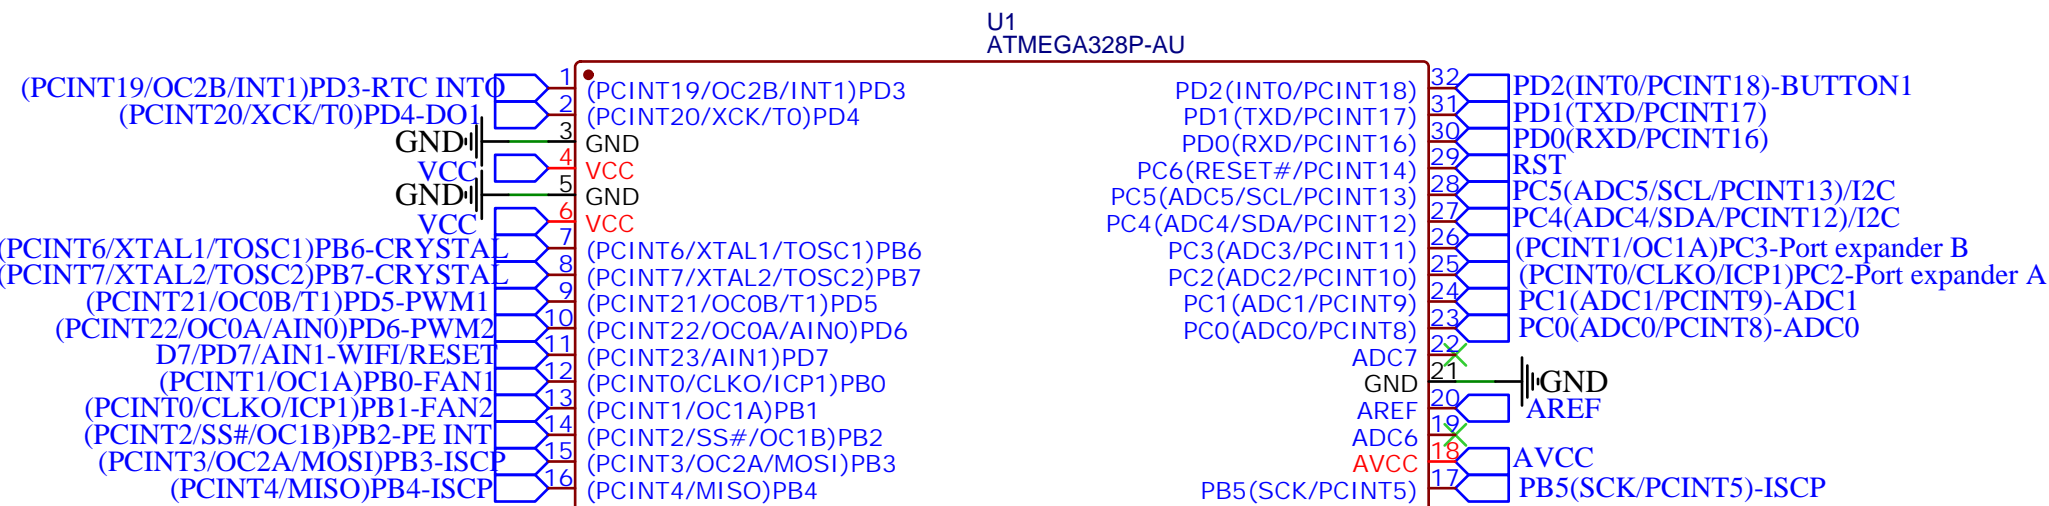 U1
ATMEGA328P-AU
(PCINT19/OC2B/INT1)PD3-RTC INTO 1 (PCINT19/OC2B/INT1)PD3 PD2(INT0/PCINT18) 32 PD2(INT0/PCINT18)-BUTTON1
(PCINT20/XCK/T0)PD4-DO1 2 (PCINT20/XCK/T0)PD4 PD1(TXD/PCINT17) 31 PD1(TXD/PCINT17)
GND 3 GND PD0(RXD/PCINT16) 30 PD0(RXD/PCINT16)
VCC 4 VCC PC6(RESET#/PCINT14) 29 RST
GND 5 GND PC5(ADC5/SCL/PCINT13) 28 PC5(ADC5/SCL/PCINT13)/I2C
VCC 6 VCC PC4(ADC4/SDA/PCINT12) 27 PC4(ADC4/SDA/PCINT12)/I2C
(PCINT6/XTAL1/TOSC1)PB6-CRYSTAL 7 (PCINT6/XTAL1/TOSC1)PB6 PC3(ADC3/PCINT11) 26 (PCINT1/OC1A)PC3-Port expander B
(PCINT7/XTAL2/TOSC2)PB7-CRYSTAL 8 (PCINT7/XTAL2/TOSC2)PB7 PC2(ADC2/PCINT10) 25 (PCINT0/CLKO/ICP1)PC2-Port expander A
(PCINT21/OC0B/T1)PD5-PWM1 9 (PCINT21/OC0B/T1)PD5 PC1(ADC1/PCINT9) 24 PC1(ADC1/PCINT9)-ADC1
(PCINT22/OC0A/AIN0)PD6-PWM2 10 (PCINT22/OC0A/AIN0)PD6 PC0(ADC0/PCINT8) 23 PC0(ADC0/PCINT8)-ADC0
D7/PD7/AIN1-WIFI/RESET 11 (PCINT23/AIN1)PD7 ADC7 22
(PCINT1/OC1A)PB0-FAN1 12 (PCINT0/CLKO/ICP1)PB0 GND 21 GND
(PCINT0/CLKO/ICP1)PB1-FAN2 13 (PCINT1/OC1A)PB1 AREF 20 AREF
(PCINT2/SS#/OC1B)PB2-PE INT 14 (PCINT2/SS#/OC1B)PB2 ADC6 19
(PCINT3/OC2A/MOSI)PB3-ISCP 15 (PCINT3/OC2A/MOSI)PB3 AVCC 18 AVCC
(PCINT4/MISO)PB4-ISCP 16 (PCINT4/MISO)PB4 PB5(SCK/PCINT5) 17 PB5(SCK/PCINT5)-ISCP